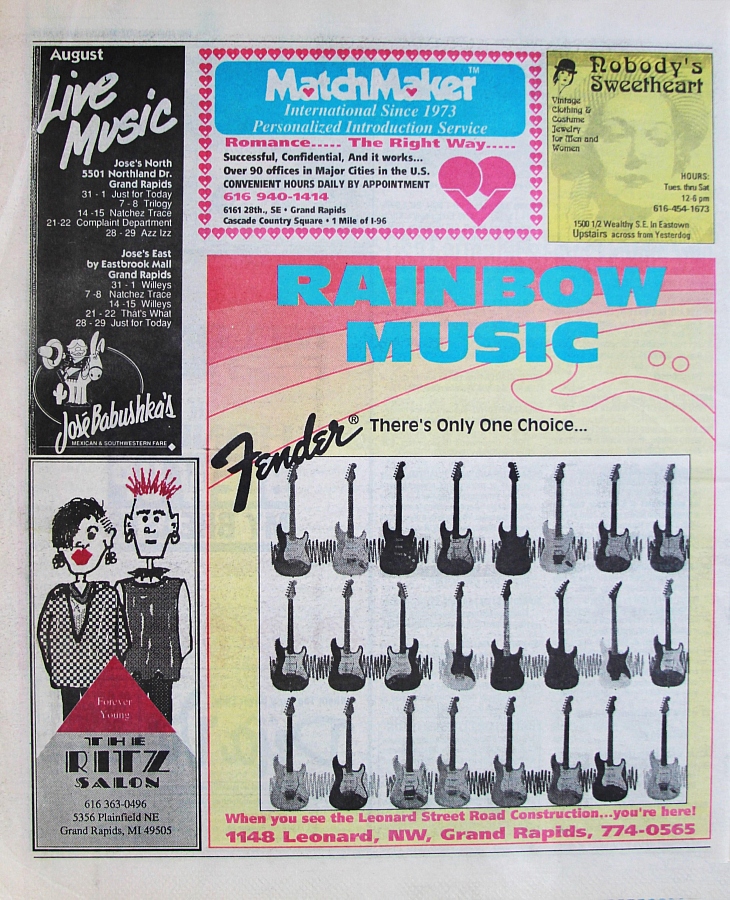 August
Live
Music
Jose's North
5501 Northland Dr.
Grand Rapids
31 - 1 Just for Today
7 - 8 Trilogy
14 -15 Natchez Trace
21-22 Complaint Department
28 - 29 Azz Izz
Jose's East
by Eastbrook Mall
Grand Rapids
31 - 1 Willeys
7 -8 Natchez Trace
14 -15 Willeys
21 - 22 That's What
28 - 29 Just for Today
José Babushka's
MEXICAN & SOUTHWESTERN FARE
MatchMaker™
International Since 1973
Personalized Introduction Service
Romance..... The Right Way.....
Successful, Confidential, And it works...
Over 90 offices in Major Cities in the U.S.
CONVENIENT HOURS DAILY BY APPOINTMENT
616 940-1414
6161 28th., SE • Grand Rapids
Cascade Country Square • 1 Mile of I-96
Nobody's
Sweetheart
Vintage
Clothing &
Costume
Jewelry
for Men and
Women
HOURS:
Tues. thru Sat
12-6 pm
616-454-1673
1500 1/2 Wealthy S.E. In Eastown
Upstairs across from Yesterdog
RAINBOW
MUSIC
Fender® There's Only One Choice...
When you see the Leonard Street Road Construction...you're here!
1148 Leonard, NW, Grand Rapids, 774-0565
Forever
Young
THE
RITZ
SALON
616 363-0496
5356 Plainfield NE
Grand Rapids, MI 49505